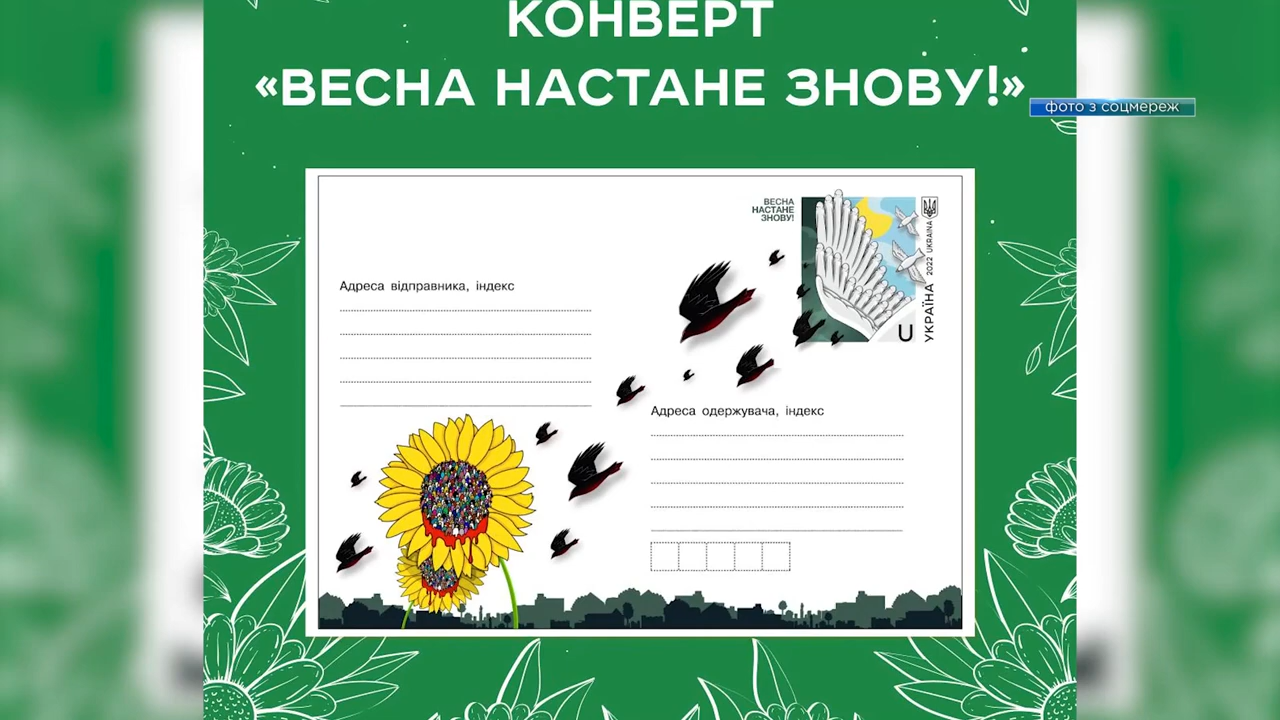 КОНВЕРТ
«ВЕСНА НАСТАНЕ ЗНОВУ!»
фото з соцмереж
ВЕСНА
НАСТАНЕ
ЗНОВУ!
УКРАЇНА 2022 UKRAINA
U
Адреса відправника, індекс
Адреса одержувача, індекс